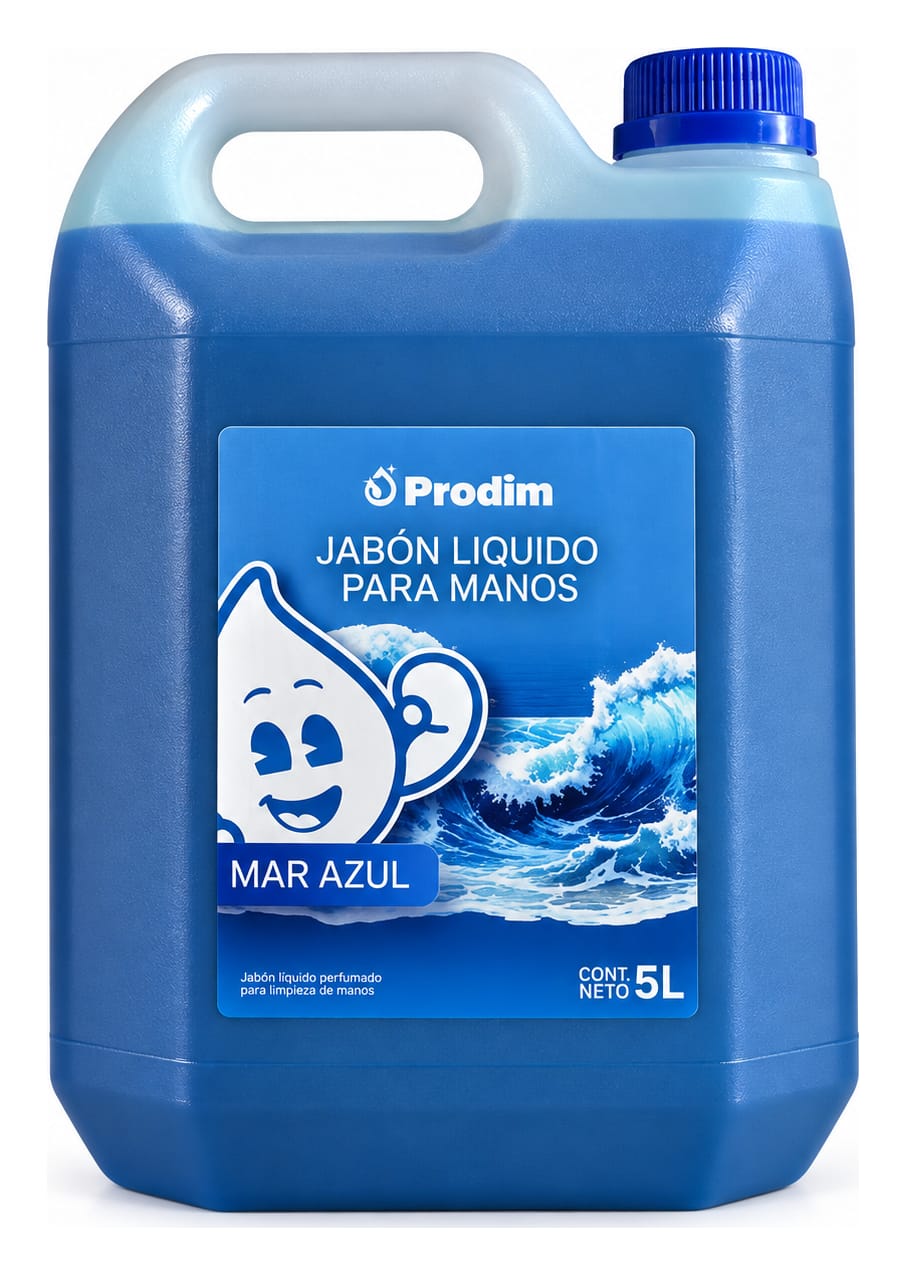 Prodim
JABÓN LIQUIDO
PARA MANOS
MAR AZUL
Jabón líquido perfumado
para limpieza de manos
CONT.
NETO 5L